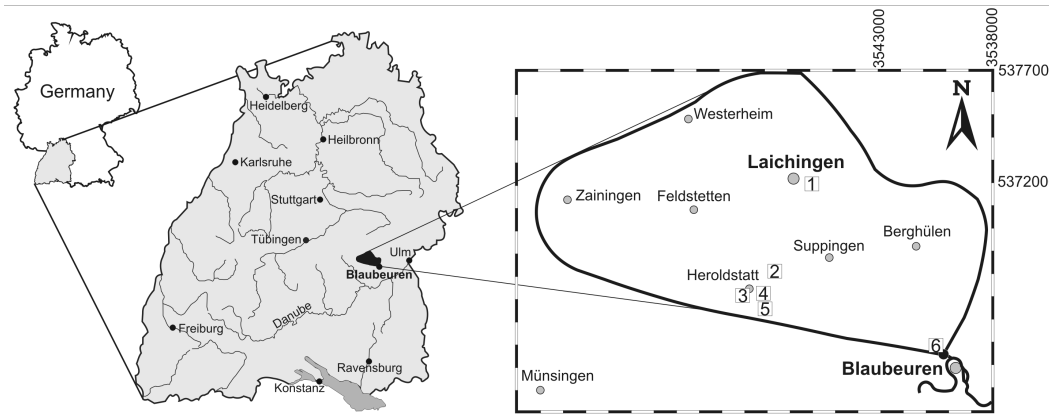 Germany
Heidelberg
Heilbronn
Karlsruhe
Stuttgart
Tübingen
Ulm
Blaubeuren
Danube
Freiburg
Ravensburg
Konstanz
3543000
3538000
537700
N
Westerheim
Laichingen
1
537200
Zainingen
Feldstetten
Berghülen
Suppingen
2
Heroldstatt
3
4
5
6
Blaubeuren
Münsingen